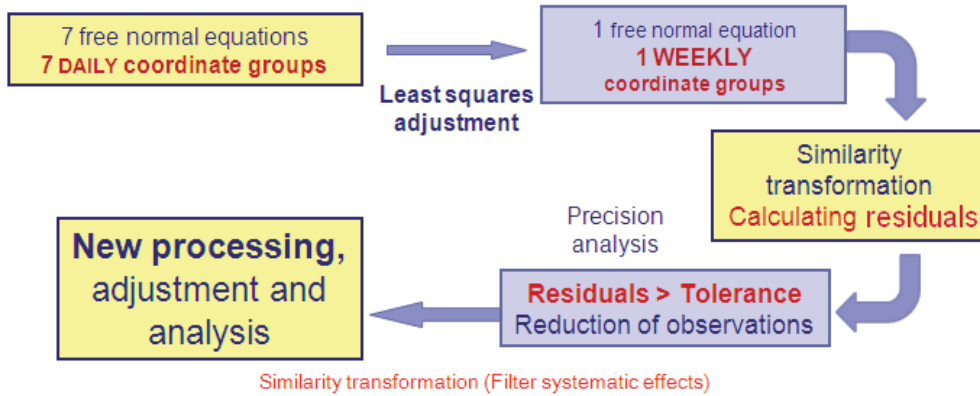 7 free normal equations
7 DAILY coordinate groups
Least squares
adjustment
1 free normal equation
1 WEEKLY
coordinate groups
Similarity
transformation
Calculating residuals
Precision
analysis
Residuals > Tolerance
Reduction of observations
New processing,
adjustment and
analysis
Similarity transformation (Filter systematic effects)